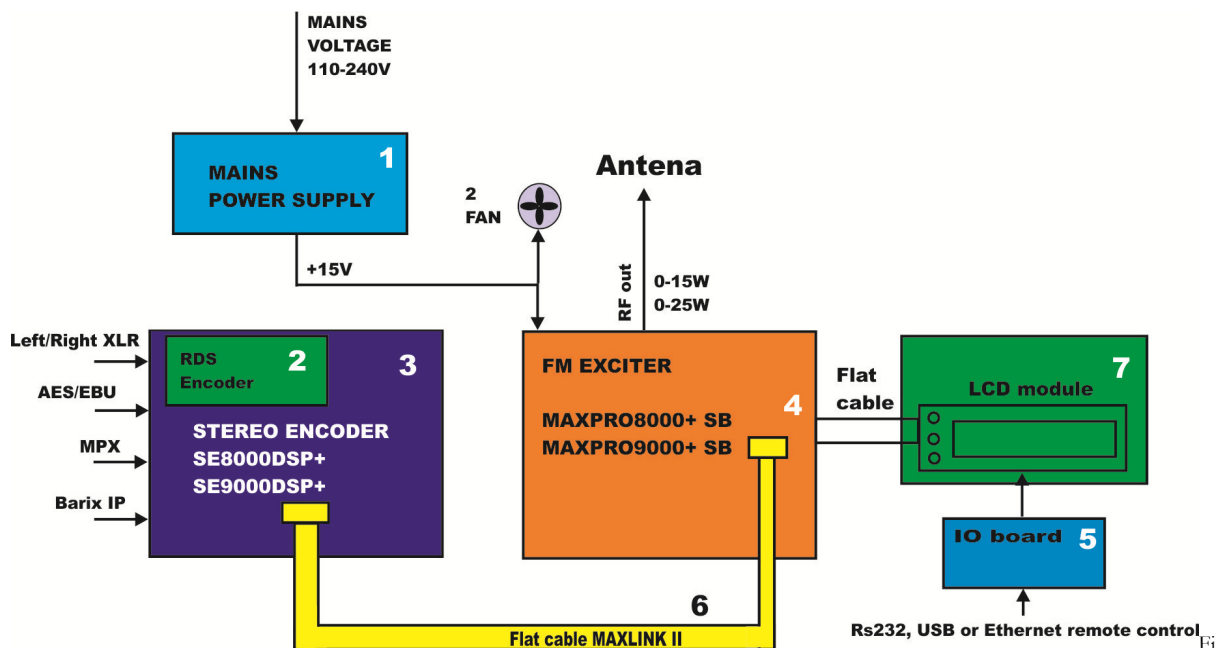 MAINS
VOLTAGE
110-240V
1
MAINS
POWER SUPPLY
Antena
2
FAN
+15V
RF out
0-15W
0-25W
Left/Right XLR
AES/EBU
MPX
Barix IP
RDS
Encoder
2
3
STEREO ENCODER
SE8000DSP+
SE9000DSP+
FM EXCITER
4
MAXPRO8000+ SB
MAXPRO9000+ SB
Flat
cable
7
LCD module
IO board
5
6
Flat cable MAXLINK II
Rs232, USB or Ethernet remote control
Fi